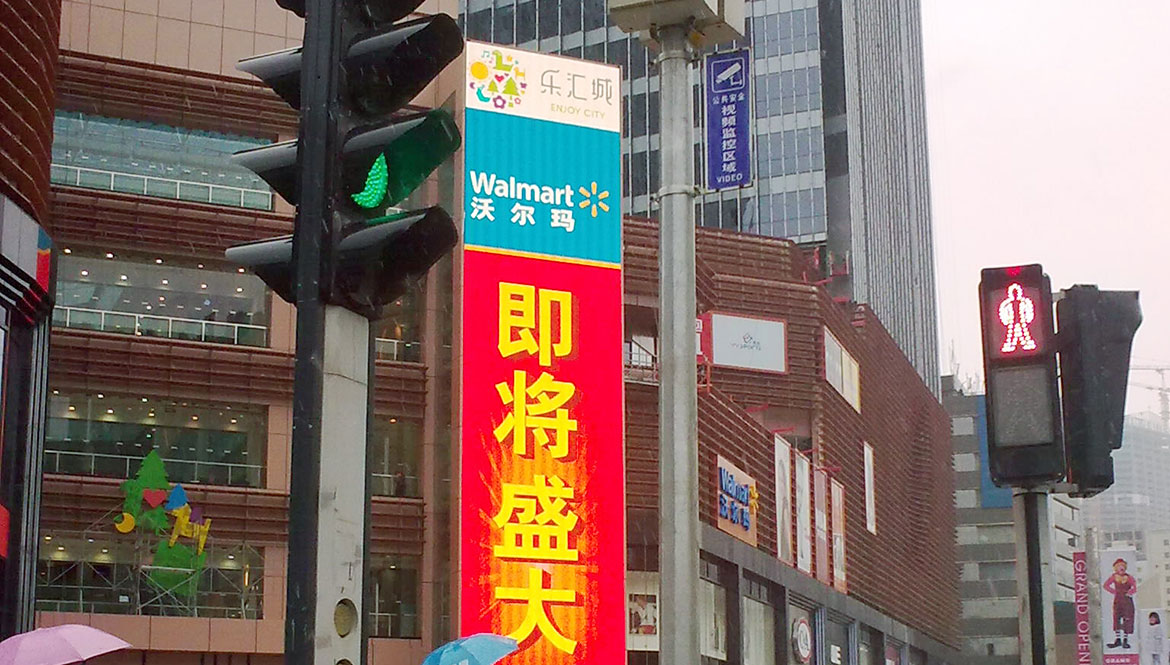 乐汇城
ENJOY CITY
Walmart
沃尔玛
即将盛大
公共安全
视频监控区域
VIDEO
Walmart
沃尔玛
GRAND OPEN
GRAND